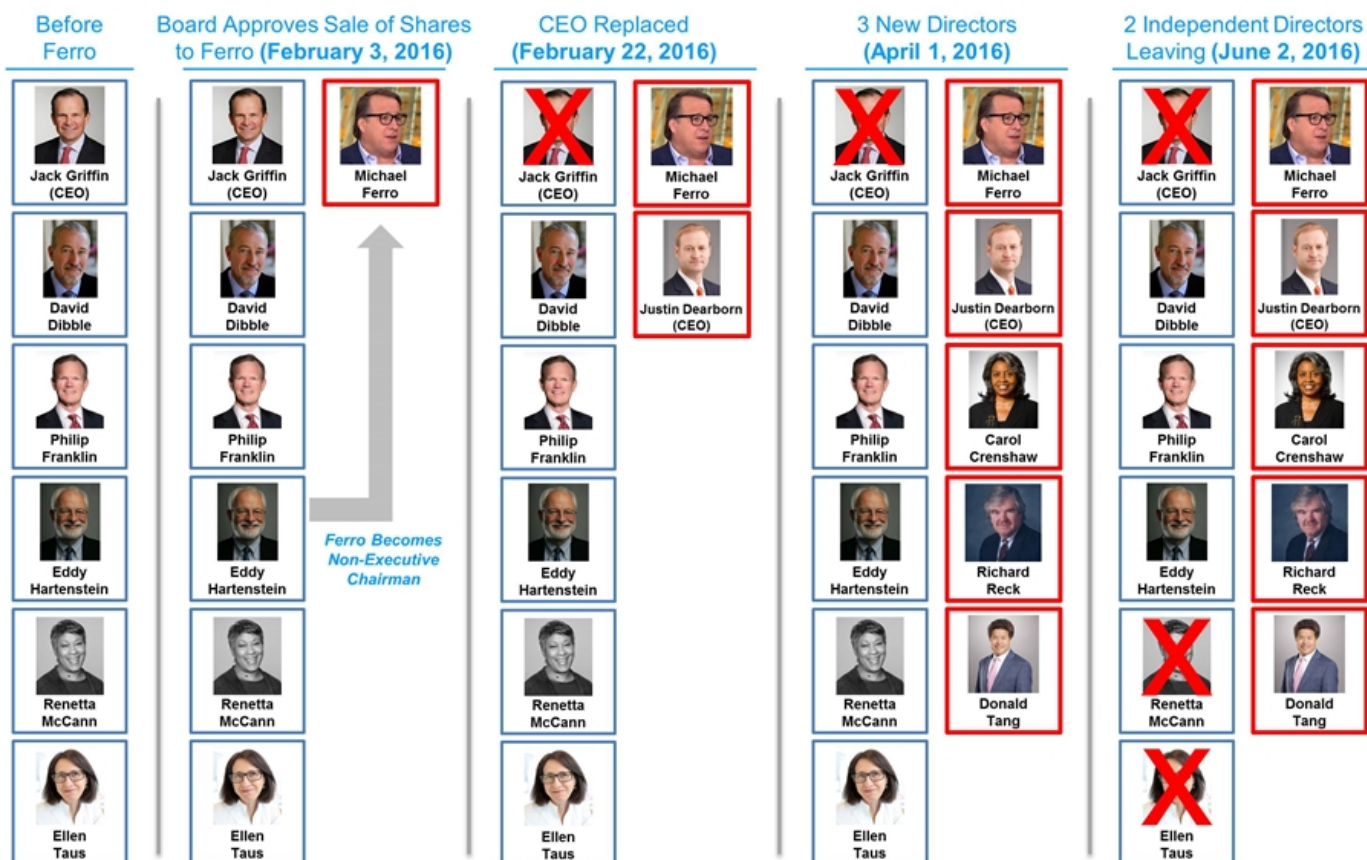 Before
Ferro
Board Approves Sale of Shares
to Ferro (February 3, 2016)
CEO Replaced
(February 22, 2016)
3 New Directors
(April 1, 2016)
2 Independent Directors
Leaving (June 2, 2016)
Jack Griffin
(CEO)
David
Dibble
Philip
Franklin
Eddy
Hartenstein
Renetta
McCann
Ellen
Taus
Jack Griffin
(CEO)
David
Dibble
Philip
Franklin
Eddy
Hartenstein
Renetta
McCann
Ellen
Taus
Michael
Ferro
Ferro Becomes
Non-Executive
Chairman
Jack Griffin
(CEO)
David
Dibble
Philip
Franklin
Eddy
Hartenstein
Renetta
McCann
Ellen
Taus
Michael
Ferro
Justin Dearborn
(CEO)
Jack Griffin
(CEO)
David
Dibble
Philip
Franklin
Eddy
Hartenstein
Renetta
McCann
Ellen
Taus
Michael
Ferro
Justin Dearborn
(CEO)
Carol
Crenshaw
Richard
Reck
Donald
Tang
Jack Griffin
(CEO)
David
Dibble
Philip
Franklin
Eddy
Hartenstein
Renetta
McCann
Ellen
Taus
Michael
Ferro
Justin Dearborn
(CEO)
Carol
Crenshaw
Richard
Reck
Donald
Tang